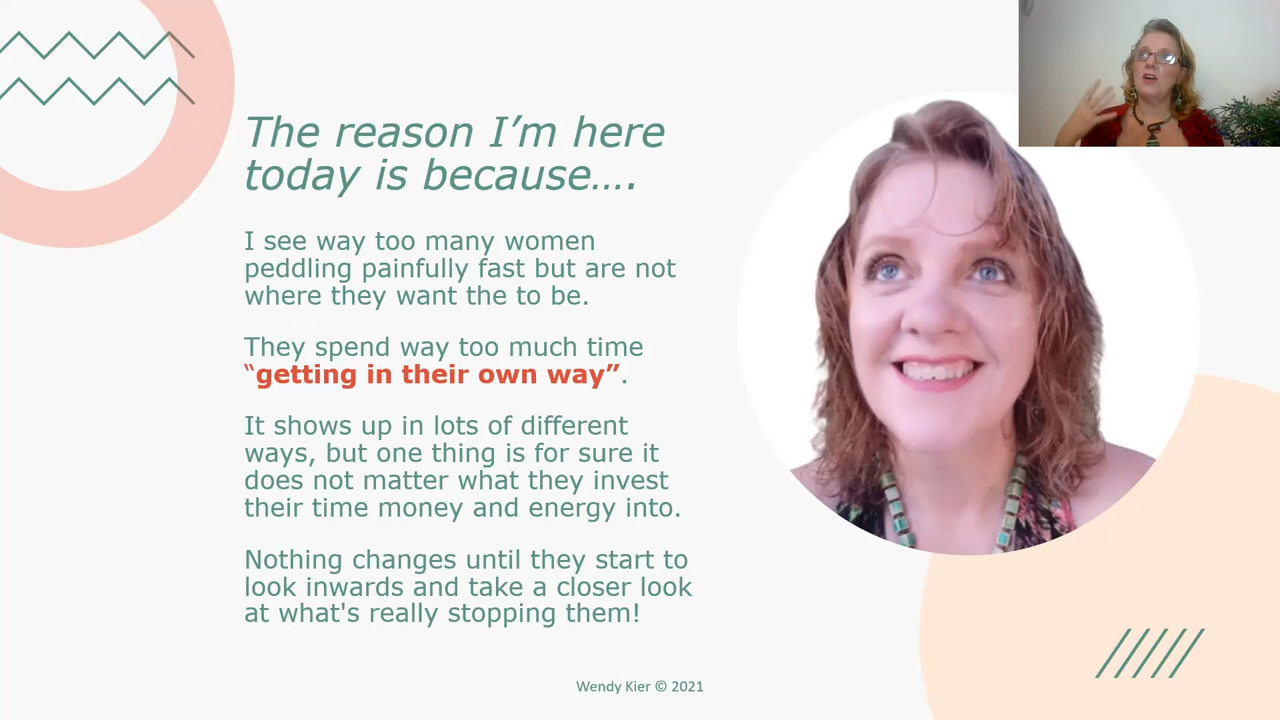 The reason I’m here
today is because….
I see way too many women
peddling painfully fast but are not
where they want the to be.
They spend way too much time
“getting in their own way”.
It shows up in lots of different
ways, but one thing is for sure it
does not matter what they invest
their time money and energy into.
Nothing changes until they start to
look inwards and take a closer look
at what's really stopping them!
Wendy Kier © 2021